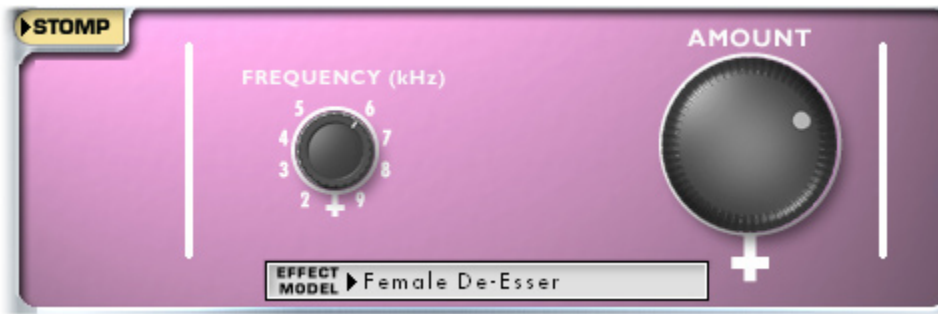 STOMP
AMOUNT
FREQUENCY (kHz)
5 6
4 7
3 8
2 9
EFFECT MODEL Female De-Esser